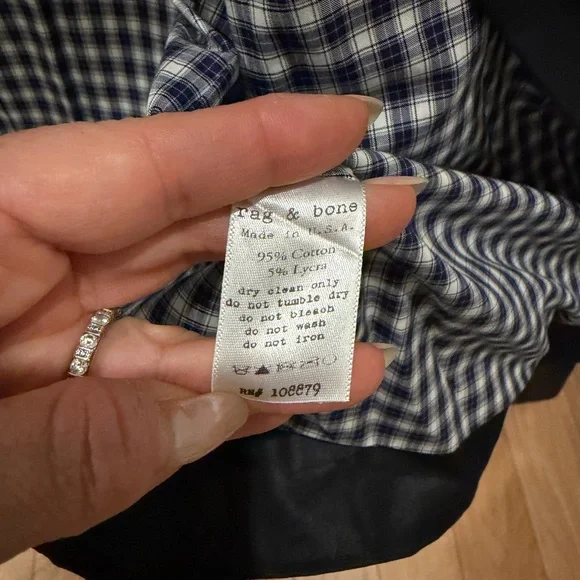 rag & bone
Made in U.S.A.
95% Cotton
5% Lycra
dry clean only
do not tumble dry
do not bleach
do not wash
do not iron
RN# 108879